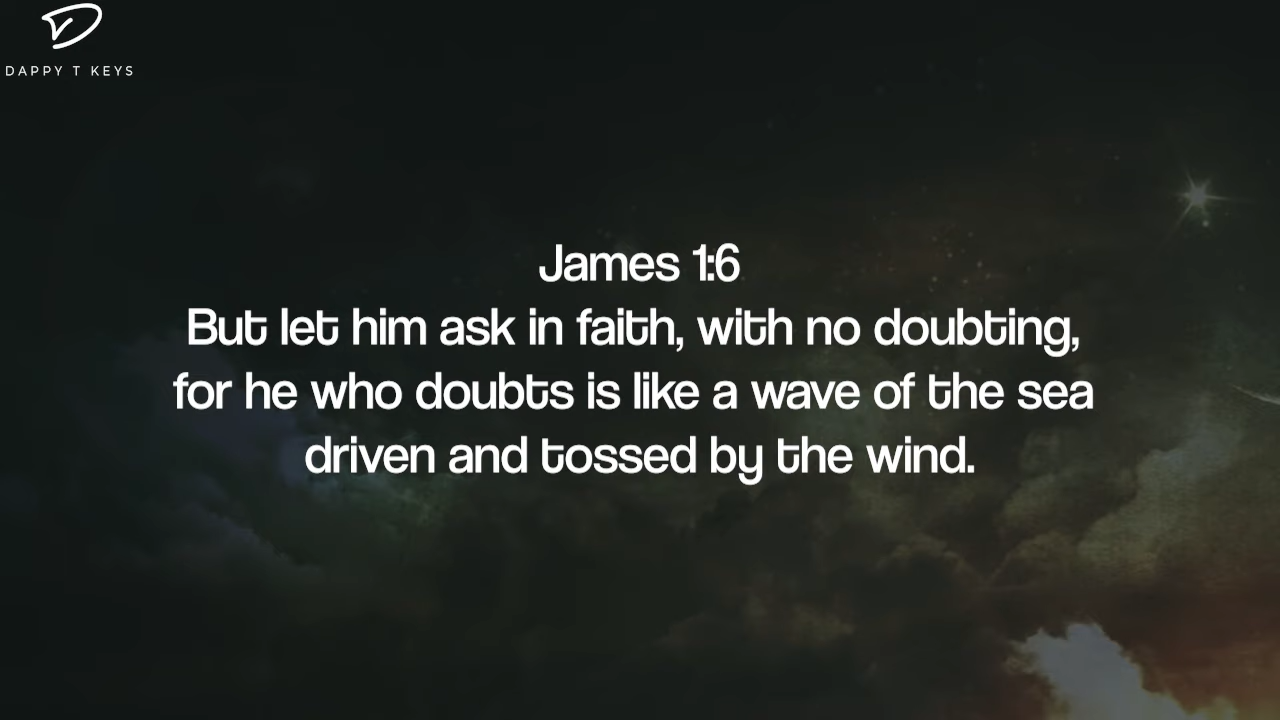 DAPPY T KEYS
James 1:6
But let him ask in faith, with no doubting,
for he who doubts is like a wave of the sea
driven and tossed by the wind.